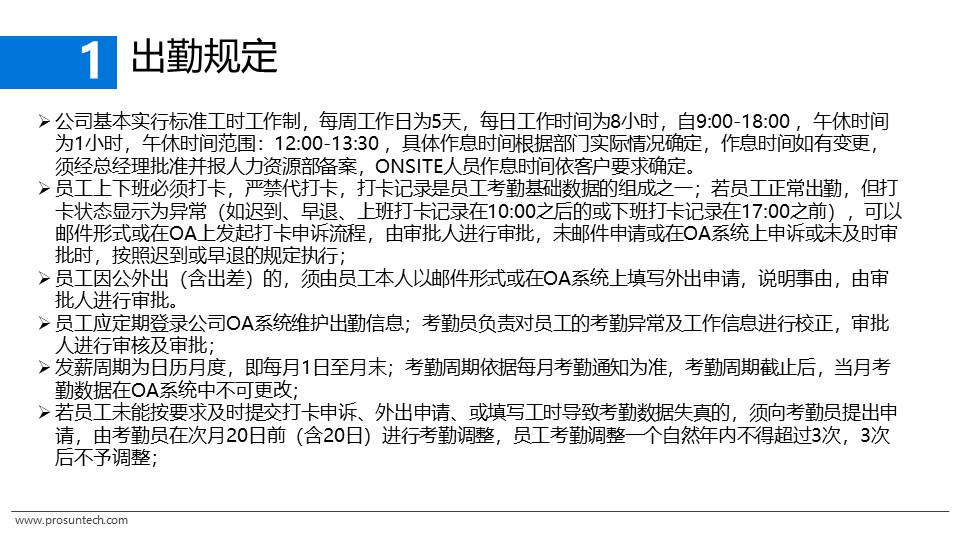 1 出勤规定
➢公司基本实行标准工时工作制，每周工作日为5天，每日工作时间为8小时，自9:00-18:00 ，午休时间
为1小时，午休时间范围：12:00-13:30 ，具体作息时间根据部门实际情况确定，作息时间如有变更，
须经总经理批准并报人力资源部备案，ONSITE人员作息时间依客户要求确定。
➢员工上下班必须打卡，严禁代打卡，打卡记录是员工考勤基础数据的组成之一；若员工正常出勤，但打
卡状态显示为异常（如迟到、早退、上班打卡记录在10:00之后的或下班打卡记录在17:00之前），可以
邮件形式或在OA上发起打卡申诉流程，由审批人进行审批，未邮件申请或在OA系统上申诉或未及时审
批时，按照迟到或早退的规定执行；
➢员工因公外出（含出差）的，须由员工本人以邮件形式或在OA系统上填写外出申请，说明事由，由审
批人进行审批。
➢员工应定期登录公司OA系统维护出勤信息；考勤员负责对员工的考勤异常及工作信息进行校正，审批
人进行审核及审批；
➢发薪周期为日历月度，即每月1日至月末；考勤周期依据每月考勤通知为准，考勤周期截止后，当月考
勤数据在OA系统中不可更改；
➢若员工未能按要求及时提交打卡申诉、外出申请、或填写工时导致考勤数据失真的，须向考勤员提出申
请，由考勤员在次月20日前（含20日）进行考勤调整，员工考勤调整一个自然年内不得超过3次，3次
后不予调整；
www.prosuntech.com